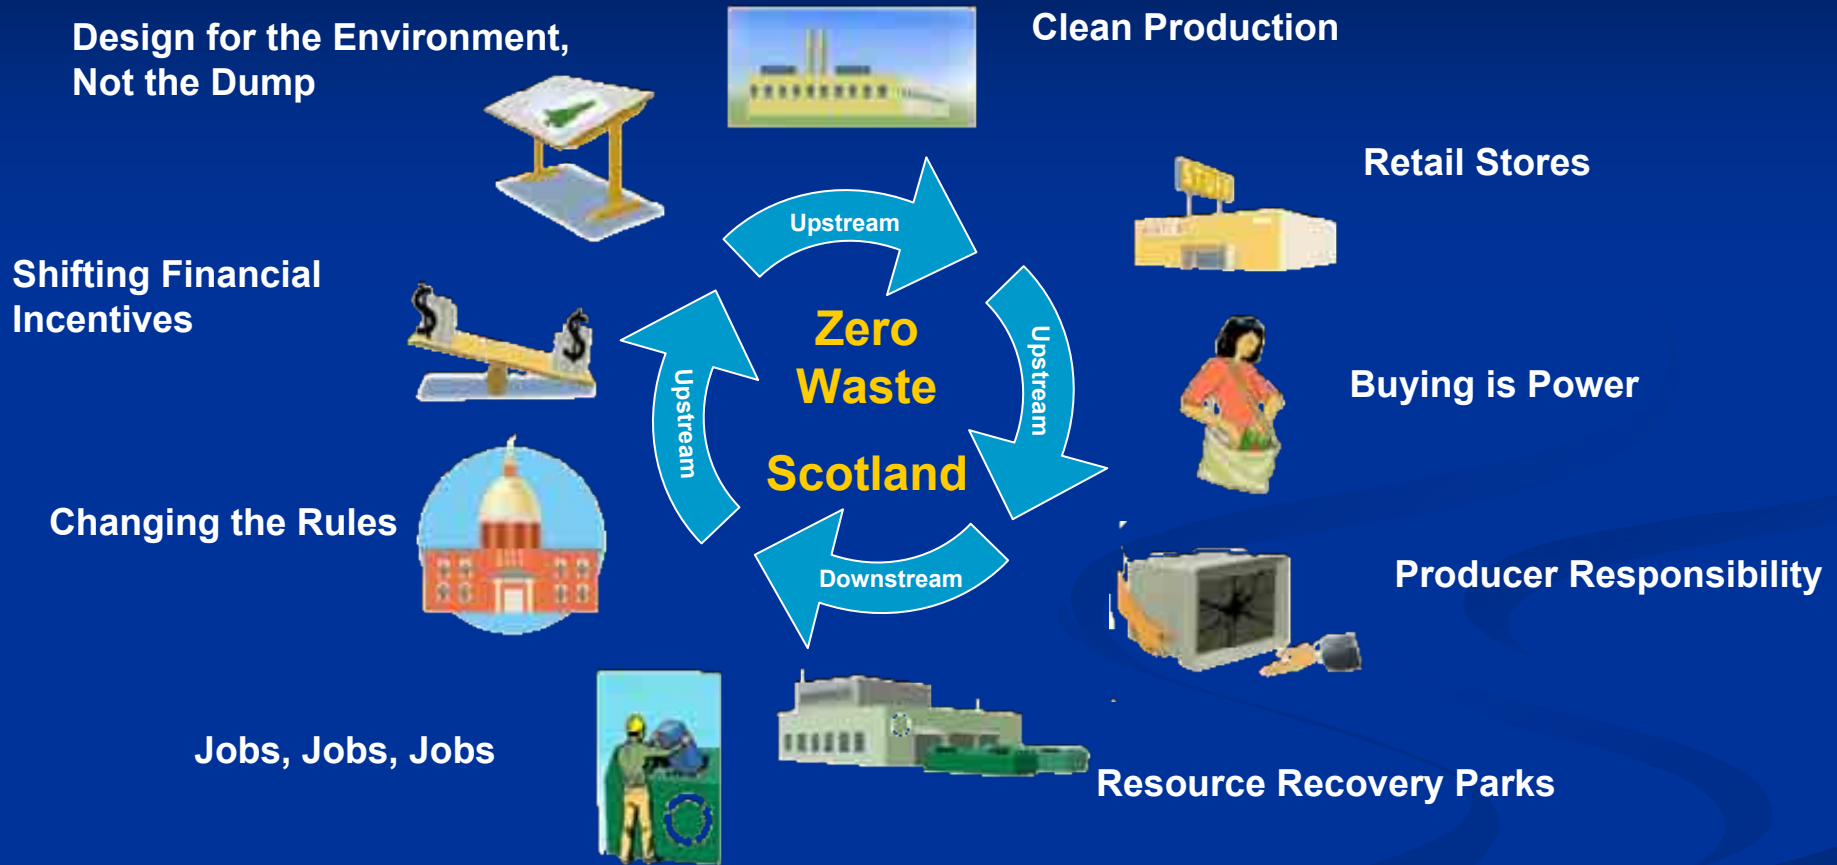 Design for the Environment,
Not the Dump
Clean Production
Retail Stores
Upstream
Shifting Financial
Incentives
Zero
Waste
Scotland
Upstream
Upstream
Buying is Power
Changing the Rules
Downstream
Producer Responsibility
Jobs, Jobs, Jobs
Resource Recovery Parks
$
$